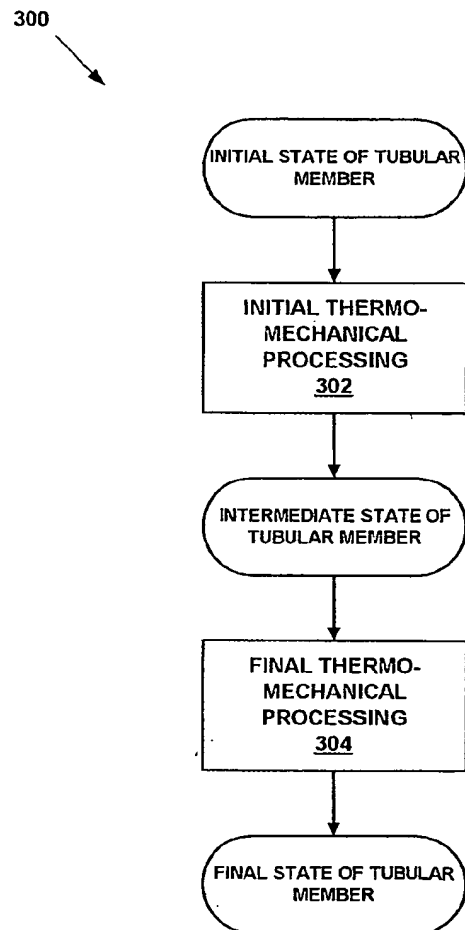 300
INITIAL STATE OF TUBULAR
MEMBER
INITIAL THERMO-
MECHANICAL
PROCESSING
302
INTERMEDIATE STATE OF
TUBULAR MEMBER
FINAL THERMO-
MECHANICAL
PROCESSING
304
FINAL STATE OF TUBULAR
MEMBER